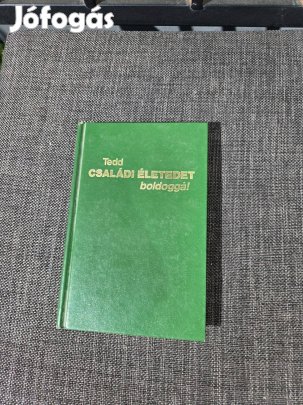 Jófogás
Tedd
CSALÁDI ÉLETEDET
boldoggá!